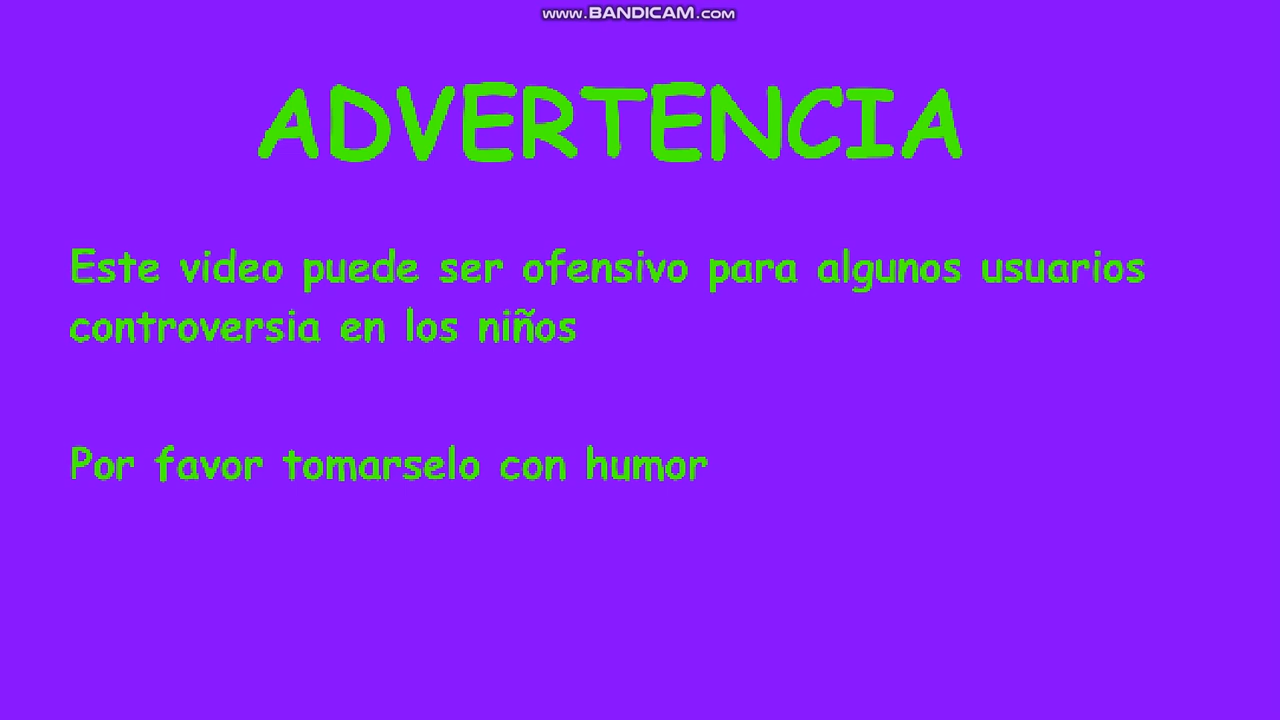 www.BANDICAM.com
ADVERTENCIA
Este video puede ser ofensivo para algunos usuarios
controversia en los niños
Por favor tomarselo con humor